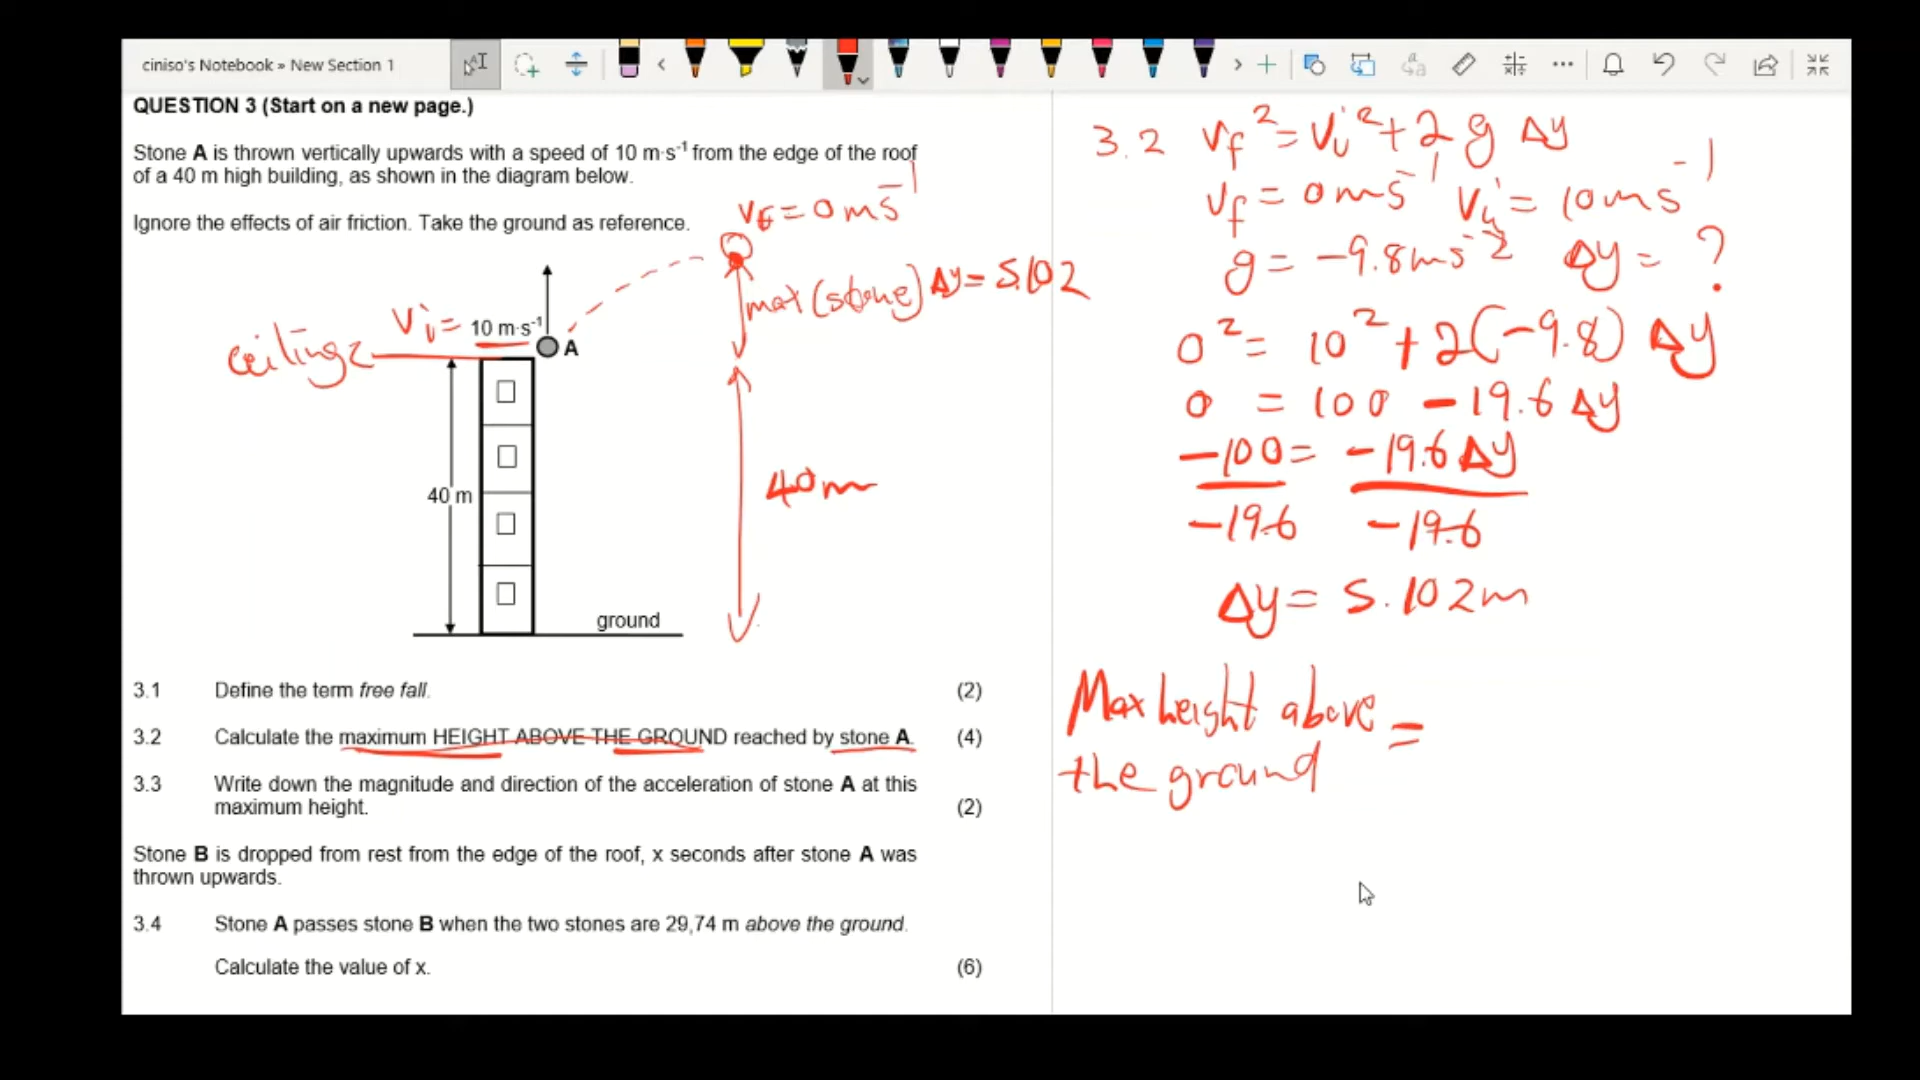 ciniso's Notebook » New Section 1
QUESTION 3 (Start on a new page.)
Stone A is thrown vertically upwards with a speed of 10 m·s⁻¹ from the edge of the roof
of a 40 m high building, as shown in the diagram below.
Ignore the effects of air friction. Take the ground as reference.
vf = 0 ms⁻¹
max (stone) Δy = 5.102
vi = 10 m·s⁻¹
A
ceiling
40 m
40m
ground
3.1 Define the term free fall. (2)
3.2 Calculate the maximum HEIGHT ABOVE THE GROUND reached by stone A. (4)
3.3 Write down the magnitude and direction of the acceleration of stone A at this
maximum height. (2)
Stone B is dropped from rest from the edge of the roof, x seconds after stone A was
thrown upwards.
3.4 Stone A passes stone B when the two stones are 29,74 m above the ground.
Calculate the value of x. (6)
3.2 vf² = vi² + 2 g Δy
vf = 0 ms⁻¹ vi = 10 ms⁻¹
g = -9.8 ms⁻² Δy = ?
0² = 10² + 2(-9.8) Δy
0 = 100 - 19.6 Δy
-100 = -19.6 Δy
-19.6 -19.6
Δy = 5.102 m
Max height above =
the ground